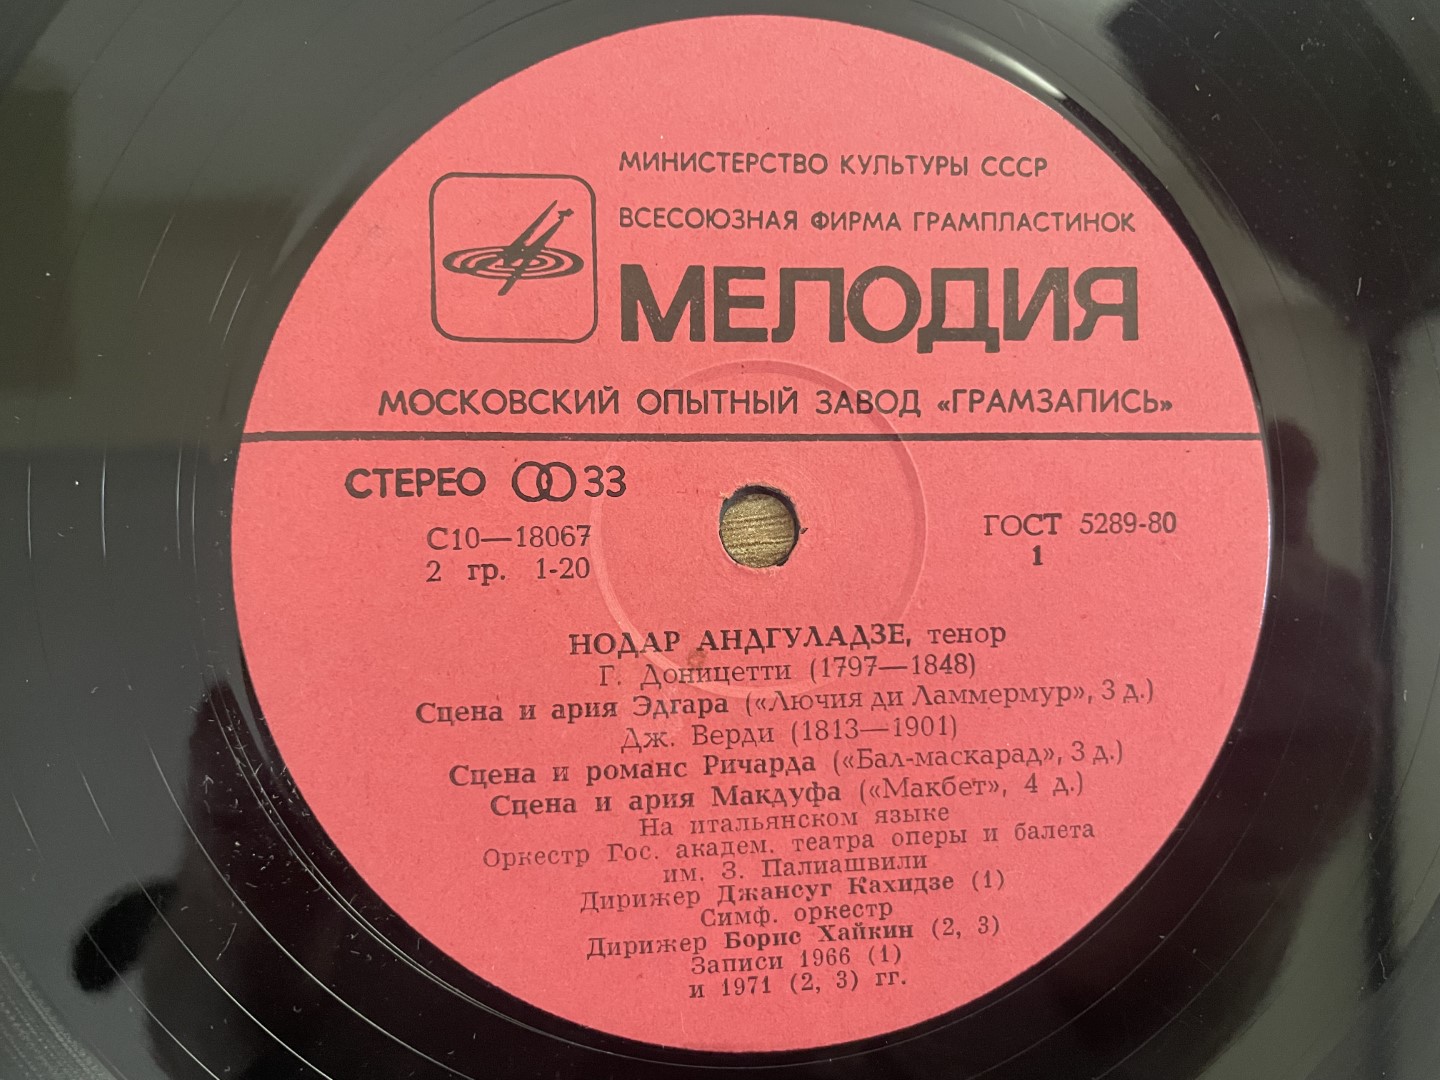 МИНИСТЕРСТВО КУЛЬТУРЫ СССР
ВСЕСОЮЗНАЯ ФИРМА ГРАМПЛАСТИНОК
МЕЛОДИЯ
МОСКОВСКИЙ ОПЫТНЫЙ ЗАВОД «ГРАМЗАПИСЬ»
СТЕРЕО 33
С10—18067
2 гр. 1-20
ГОСТ 5289-80
1
НОДАР АНДГУЛАДЗЕ, тенор
Г. Доницетти (1797—1848)
Сцена и ария Эдгара («Лючия ди Ламмермур», 3 д.)
Дж. Верди (1813—1901)
Сцена и романс Ричарда («Бал-маскарад», 3 д.)
Сцена и ария Макдуфа («Макбет», 4 д.)
На итальянском языке
Оркестр Гос. академ. театра оперы и балета
им. З. Палиашвили
Дирижер Джансуг Кахидзе (1)
Симф. оркестр
Дирижер Борис Хайкин (2, 3)
Записи 1966 (1)
и 1971 (2, 3) гг.